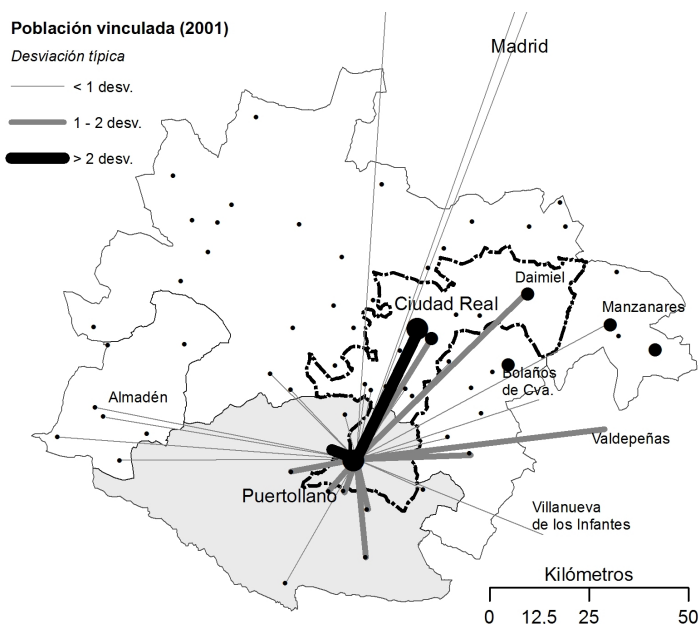 Población vinculada (2001)
Desviación típica
< 1 desv.
1 - 2 desv.
> 2 desv.
Madrid
Daimiel
Ciudad Real
Manzanares
Bolaños
de Cva.
Almadén
Valdepeñas
Puertollano
Villanueva
de los Infantes
Kilómetros
0 12.5 25 50